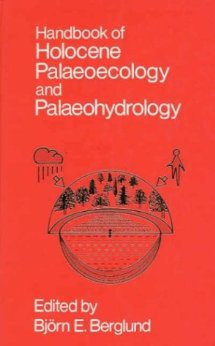 Handbook of
Holocene
Palaeoecology
and
Palaeohydrology
Edited by
Björn E. Berglund